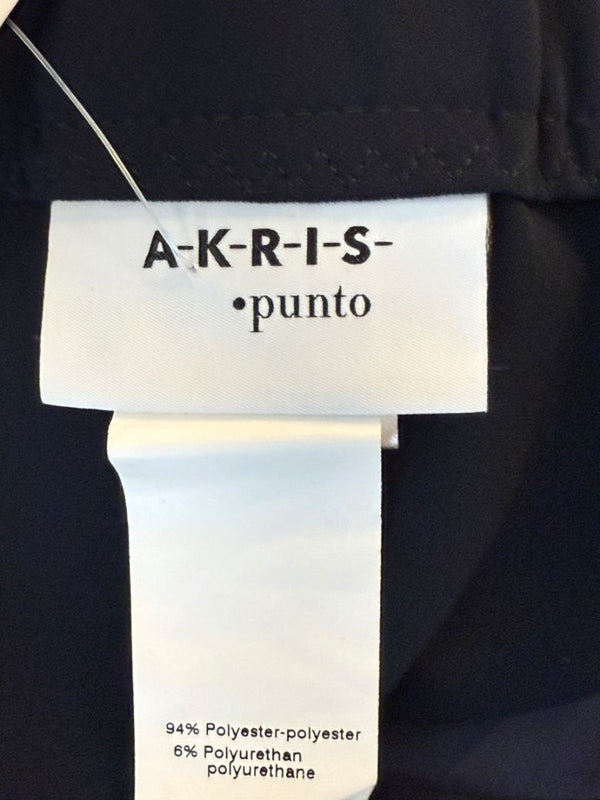 A-K-R-I-S-
•punto
94% Polyester-polyester
6% Polyurethan
polyurethane